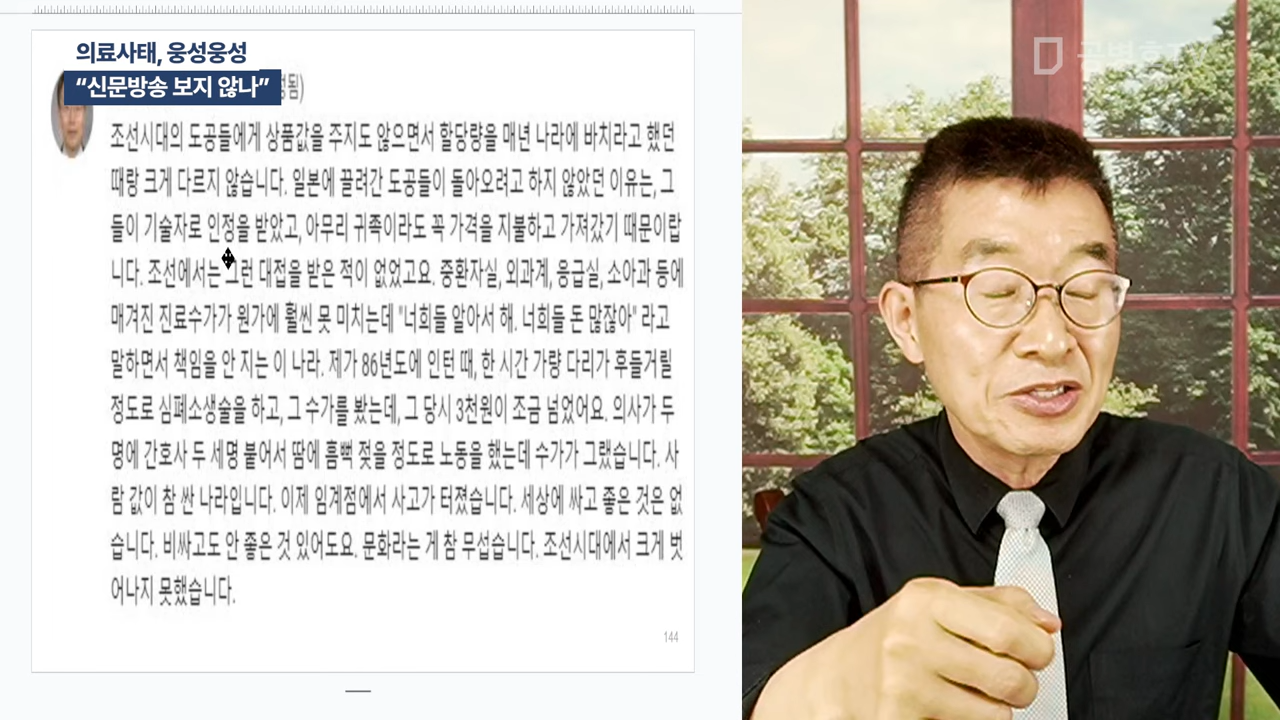 의료사태, 웅성웅성
“신문방송 보지 않나”
됨)
조선시대의 도공들에게 상품값을 주지도 않으면서 할당량을 매년 나라에 바치라고 했던
때랑 크게 다르지 않습니다. 일본에 끌려간 도공들이 돌아오려고 하지 않았던 이유는, 그
들이 기술자로 인정을 받았고, 아무리 귀족이라도 꼭 가격을 지불하고 가져갔기 때문이랍
니다. 조선에서는 그런 대접을 받은 적이 없었고요. 중환자실, 외과계, 응급실, 소아과 등에
매겨진 진료수가가 원가에 훨씬 못 미치는데 "너희들 알아서 해. 너희들 돈 많잖아" 라고
말하면서 책임을 안 지는 이 나라. 제가 86년도에 인턴 때, 한 시간 가량 다리가 후들거릴
정도로 심폐소생술을 하고, 그 수가를 봤는데, 그 당시 3천원이 조금 넘었어요. 의사가 두
명에 간호사 두 세명 붙어서 땀에 흠뻑 젖을 정도로 노동을 했는데 수가가 그랬습니다. 사
람 값이 참 싼 나라입니다. 이제 임계점에서 사고가 터졌습니다. 세상에 싸고 좋은 것은 없
습니다. 비싸고도 안 좋은 것 있어도요. 문화라는 게 참 무섭습니다. 조선시대에서 크게 벗
어나지 못했습니다.
144